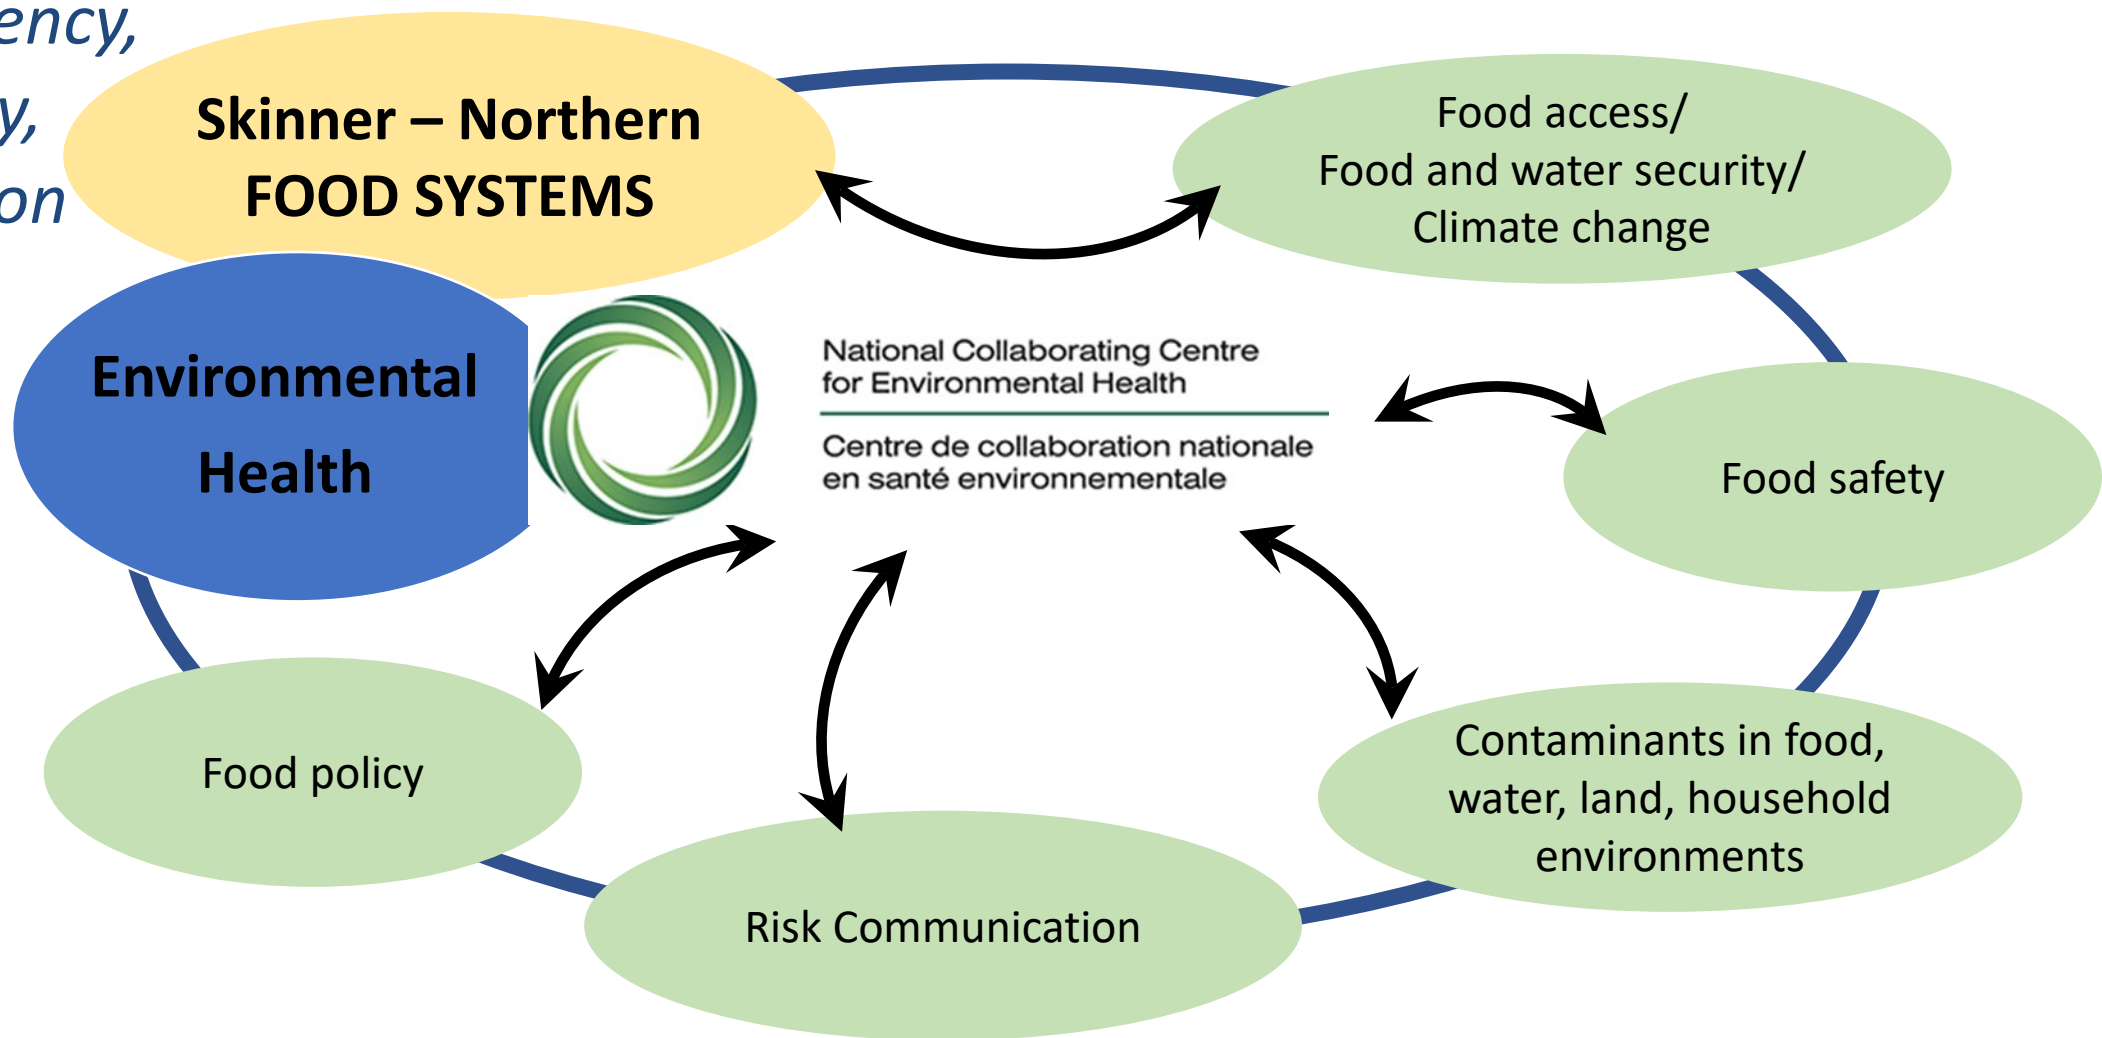 Skinner – Northern
FOOD SYSTEMS
Food access/
Food and water security/
Climate change
Environmental
Health
National Collaborating Centre
for Environmental Health
Centre de collaboration nationale
en santé environnementale
Food safety
Food policy
Contaminants in food,
water, land, household
environments
Risk Communication